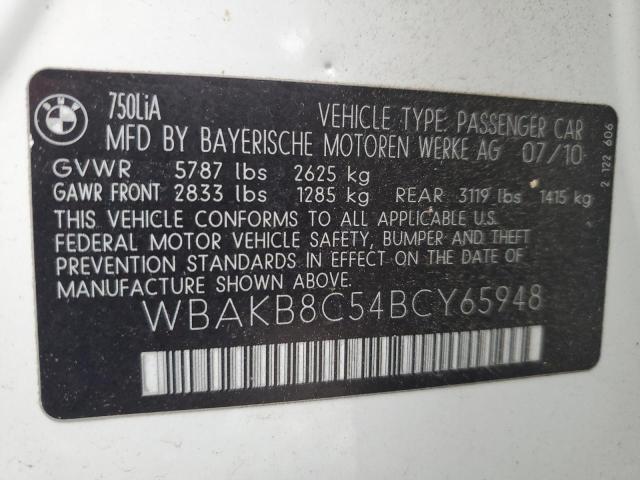 BMW
750LiA VEHICLE TYPE: PASSENGER CAR
MFD BY BAYERISCHE MOTOREN WERKE AG 07/10
GVWR 5787 lbs 2625 kg
GAWR FRONT 2833 lbs 1285 kg REAR 3119 lbs 1415 kg
THIS VEHICLE CONFORMS TO ALL APPLICABLE U.S.
FEDERAL MOTOR VEHICLE SAFETY, BUMPER AND THEFT
PREVENTION STANDARDS IN EFFECT ON THE DATE OF
MANUFACTURE SHOWN ABOVE.
WBAKB8C54BCY65948
2 122 606